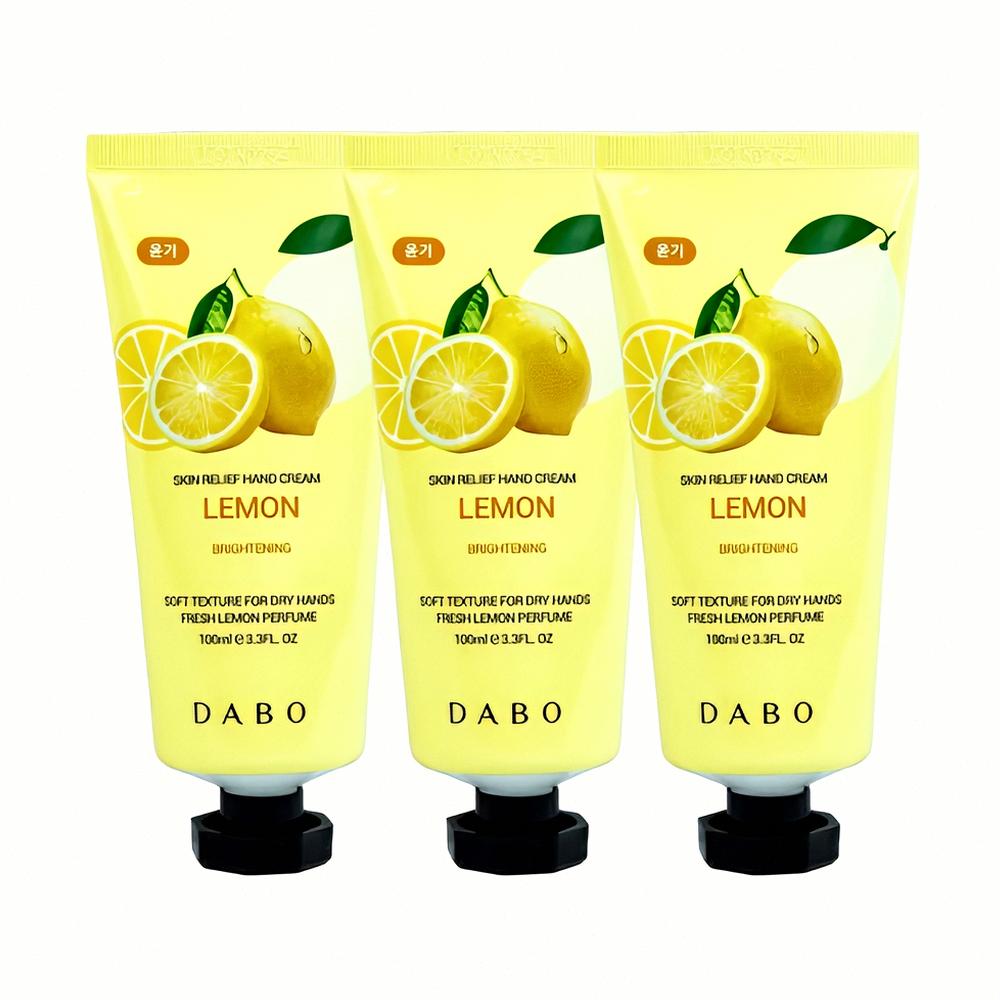 윤기
SKIN RELIEF HAND CREAM
LEMON
BRIGHTENING
SOFT TEXTURE FOR DRY HANDS
FRESH LEMON PERFUME
100ml e 3.3FL. OZ
DABO
윤기
SKIN RELIEF HAND CREAM
LEMON
BRIGHTENING
SOFT TEXTURE FOR DRY HANDS
FRESH LEMON PERFUME
100ml e 3.3FL. OZ
DABO
윤기
SKIN RELIEF HAND CREAM
LEMON
BRIGHTENING
SOFT TEXTURE FOR DRY HANDS
FRESH LEMON PERFUME
100ml e 3.3FL. OZ
DABO